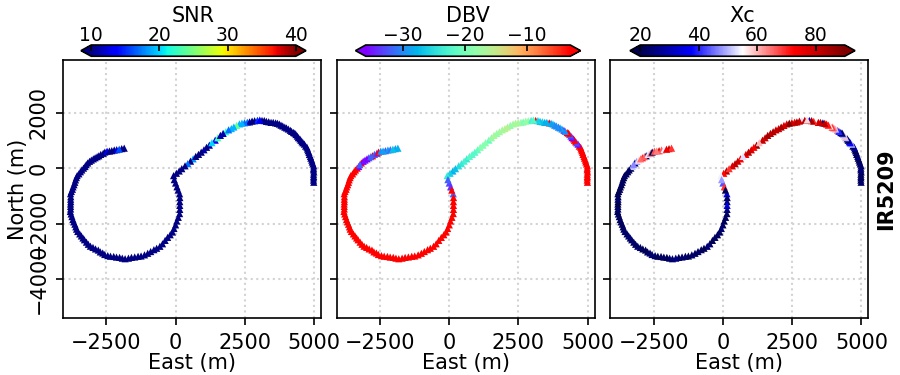 SNR DBV Xc
10 20 30 40 −30 −20 −10 20 40 60 80
North (m)
2000
0
−2000
−4000
IR5209
−2500 0 2500 5000 −2500 0 2500 5000 −2500 0 2500 5000
East (m) East (m) East (m)